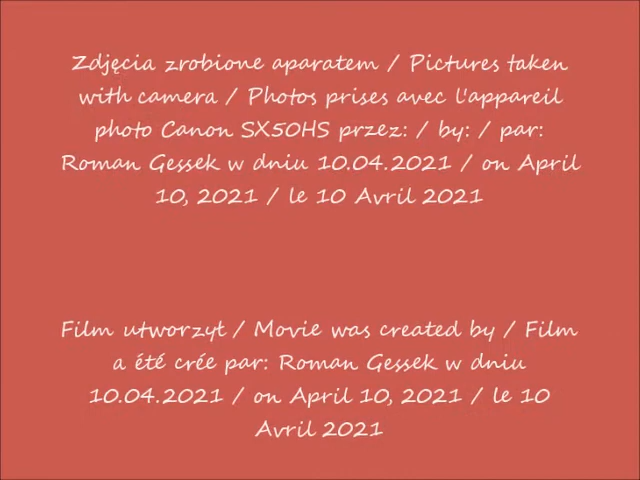 Zdjęcia zrobione aparatem / Pictures taken
with camera / Photos prises avec l'appareil
photo Canon SX50HS przez: / by: / par:
Roman Gessek w dniu 10.04.2021 / on April
10, 2021 / le 10 Avril 2021
Film utworzył / Movie was created by / Film
a été crée par: Roman Gessek w dniu
10.04.2021 / on April 10, 2021 / le 10
Avril 2021